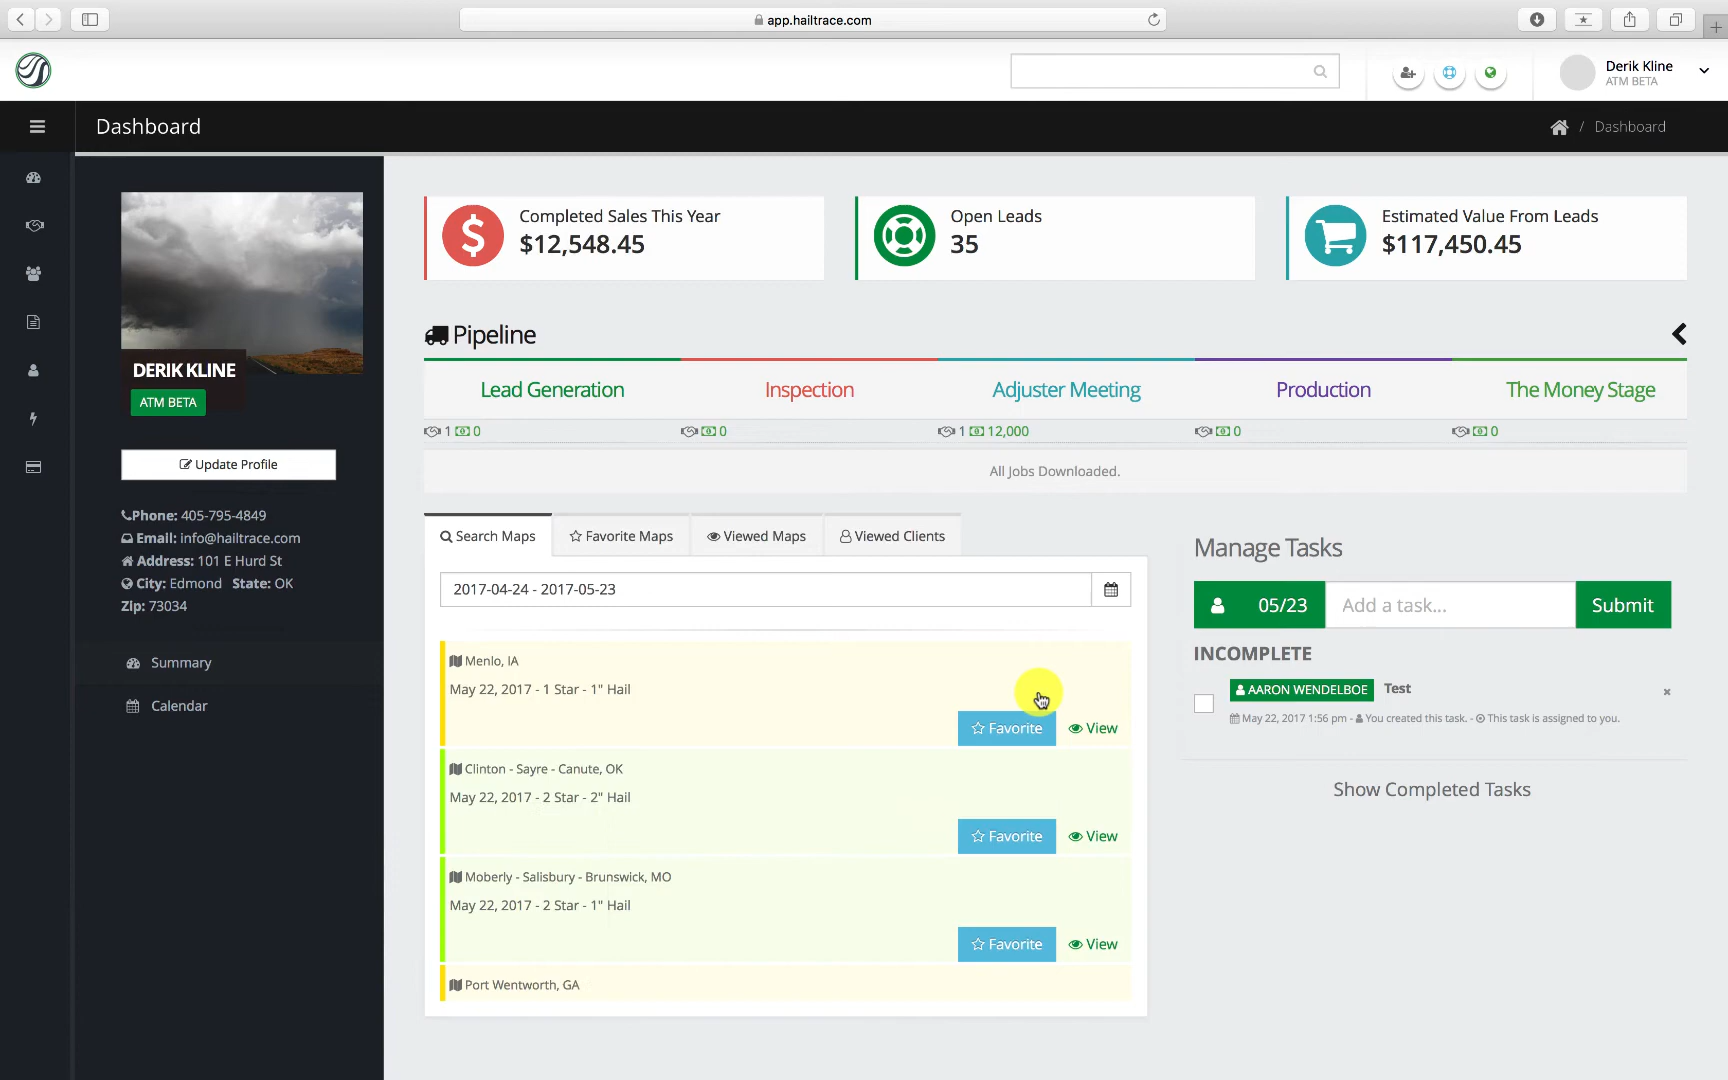 app.hailtrace.com
Derik Kline
ATM BETA
Dashboard
/ Dashboard
DERIK KLINE
ATM BETA
Update Profile
Phone: 405-795-4849
Email: info@hailtrace.com
Address: 101 E Hurd St
City: Edmond State: OK
Zip: 73034
Summary
Calendar
Completed Sales This Year
$12,548.45
Open Leads
35
Estimated Value From Leads
$117,450.45
Pipeline
Lead Generation Inspection Adjuster Meeting Production The Money Stage
1 0 0 1 12,000 0 0
All Jobs Downloaded.
Search Maps Favorite Maps Viewed Maps Viewed Clients
2017-04-24 - 2017-05-23
Menlo, IA
May 22, 2017 - 1 Star - 1" Hail
Favorite View
Clinton - Sayre - Canute, OK
May 22, 2017 - 2 Star - 2" Hail
Favorite View
Moberly - Salisbury - Brunswick, MO
May 22, 2017 - 2 Star - 1" Hail
Favorite View
Port Wentworth, GA
Manage Tasks
05/23 Add a task... Submit
INCOMPLETE
AARON WENDELBOE Test ×
May 22, 2017 1:56 pm - You created this task. - This task is assigned to you.
Show Completed Tasks